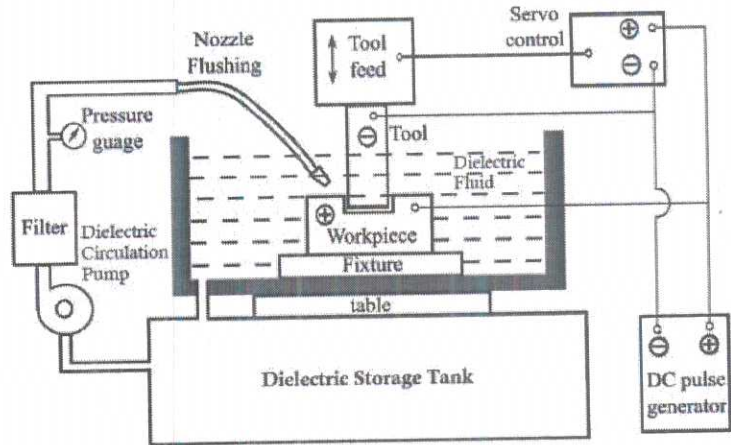 Nozzle
Flushing
Tool
feed
Servo
control
⊕
⊖
Pressure
guage
⊖
Tool
Dielectric
Fluid
Filter
Dielectric
Circulation
Pump
⊕
Workpiece
Fixture
table
Dielectric Storage Tank
⊖ ⊕
DC pulse
generator